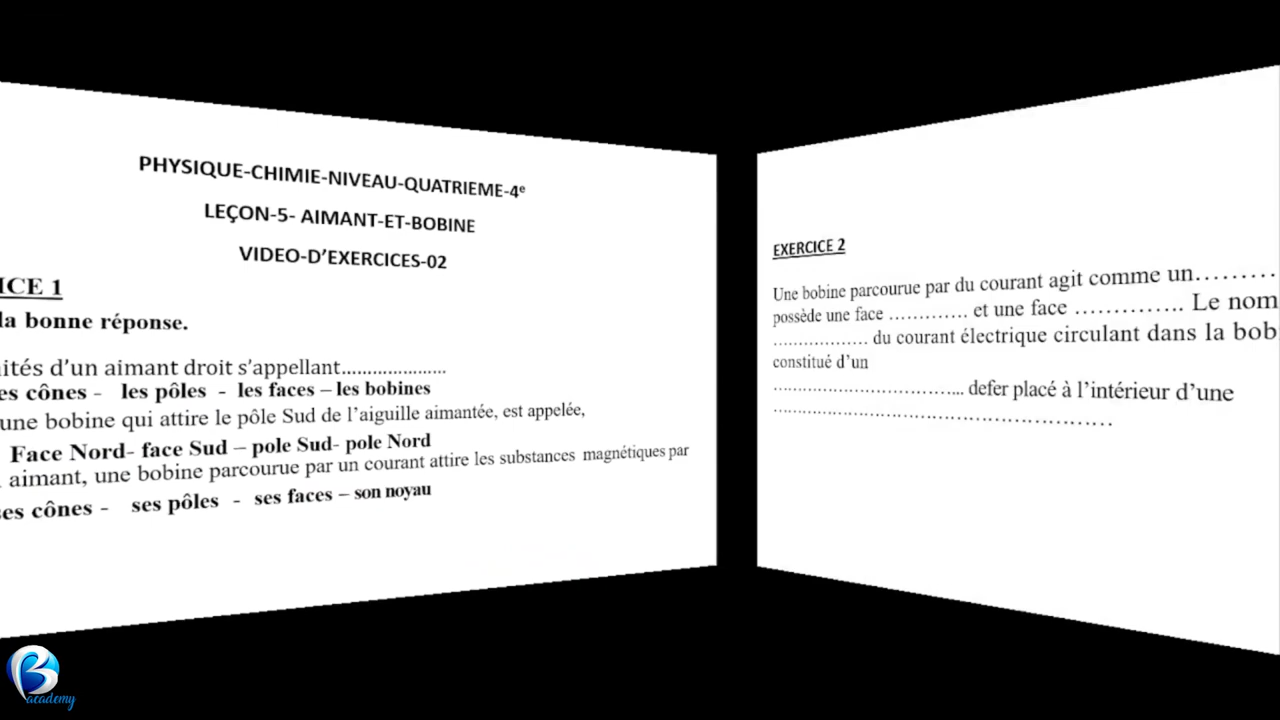 PHYSIQUE-CHIMIE-NIVEAU-QUATRIEME-4e
LEÇON-5- AIMANT-ET-BOBINE
VIDEO-D'EXERCICES-02
ICE 1
la bonne réponse.
ités d'un aimant droit s'appellant.....................
es cônes - les pôles - les faces – les bobines
une bobine qui attire le pôle Sud de l'aiguille aimantée, est appelée,
Face Nord- face Sud – pole Sud- pole Nord
aimant, une bobine parcourue par un courant attire les substances magnétiques par
ses cônes - ses pôles - ses faces – son noyau
EXERCICE 2
Une bobine parcourue par du courant agit comme un.........
possède une face ............. et une face .............. Le nom
.................. du courant électrique circulant dans la bob
constitué d'un
..................................... defer placé à l'intérieur d'une
.......................................................
B academy